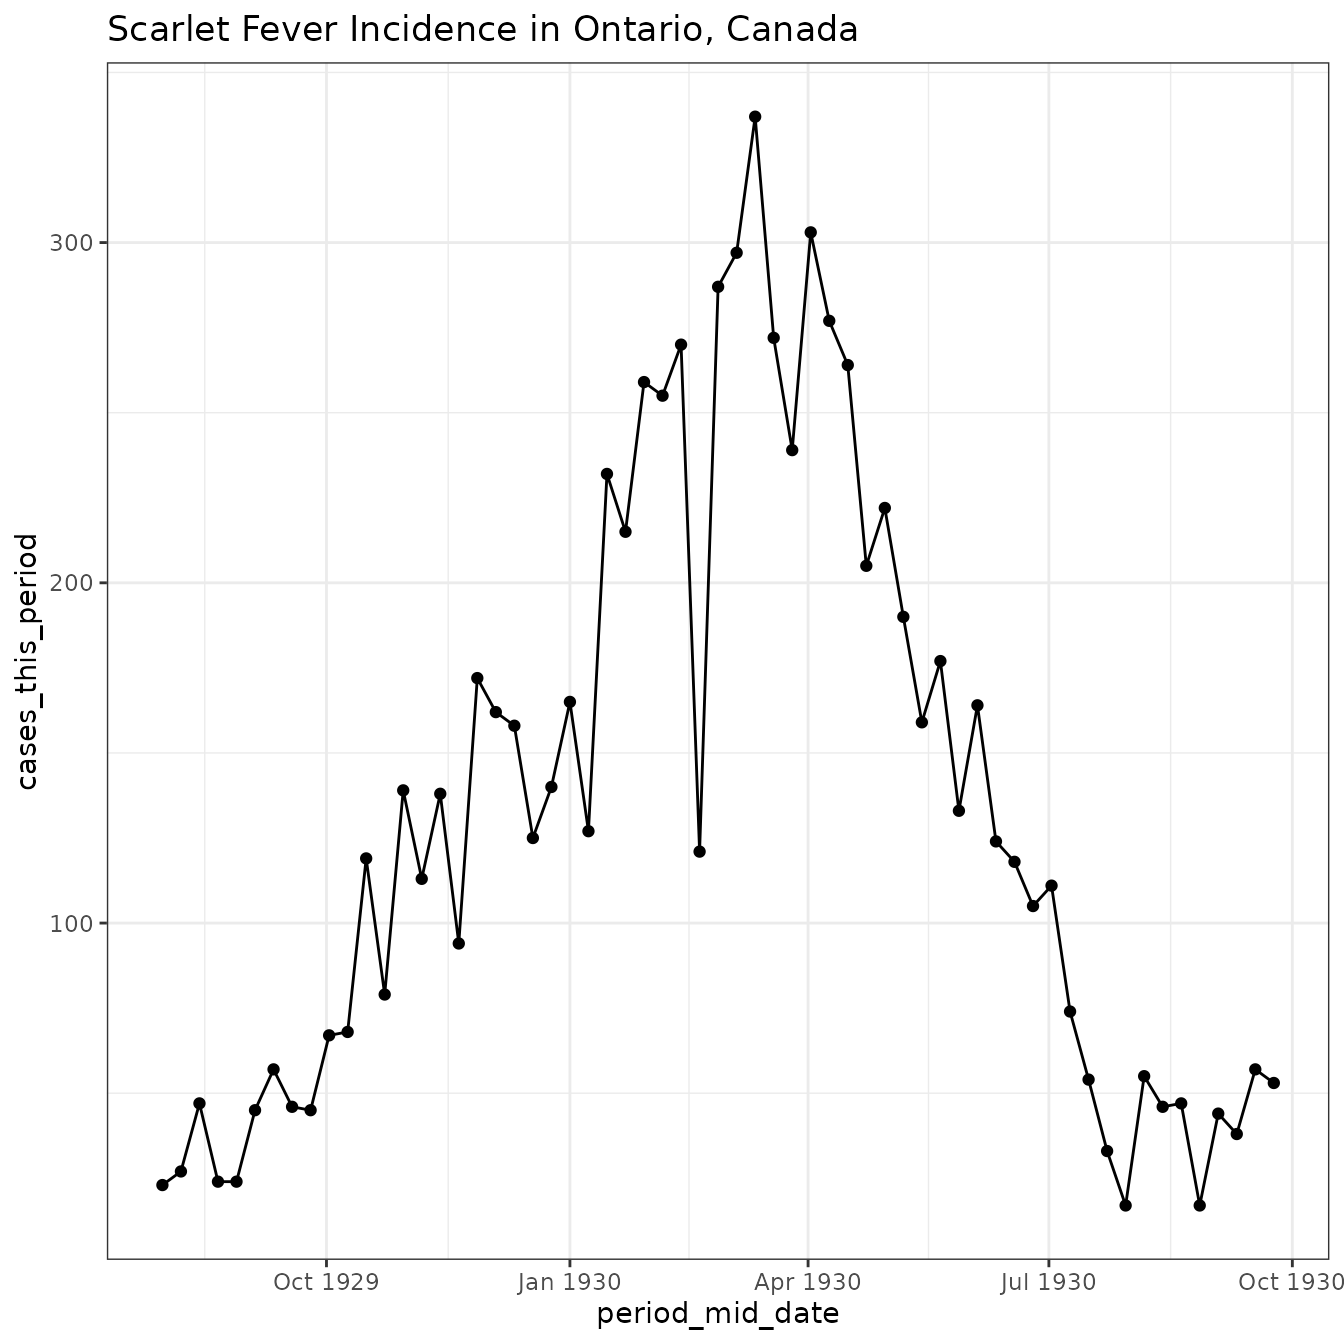 Scarlet Fever Incidence in Ontario, Canada
cases_this_period
300
200
100
Oct 1929 Jan 1930 Apr 1930 Jul 1930 Oct 1930
period_mid_date